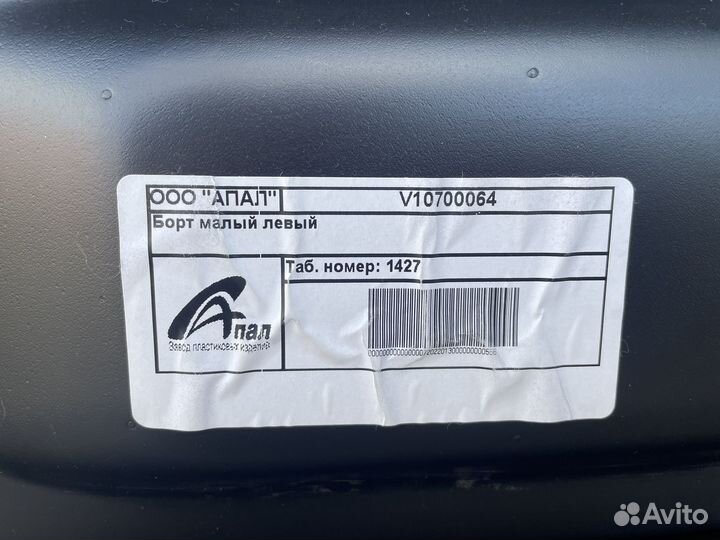 ООО "АПАЛ"
V10700064
Борт малый левый
Таб. номер: 1427
Апал
Завод пластиковых изделий
Avito